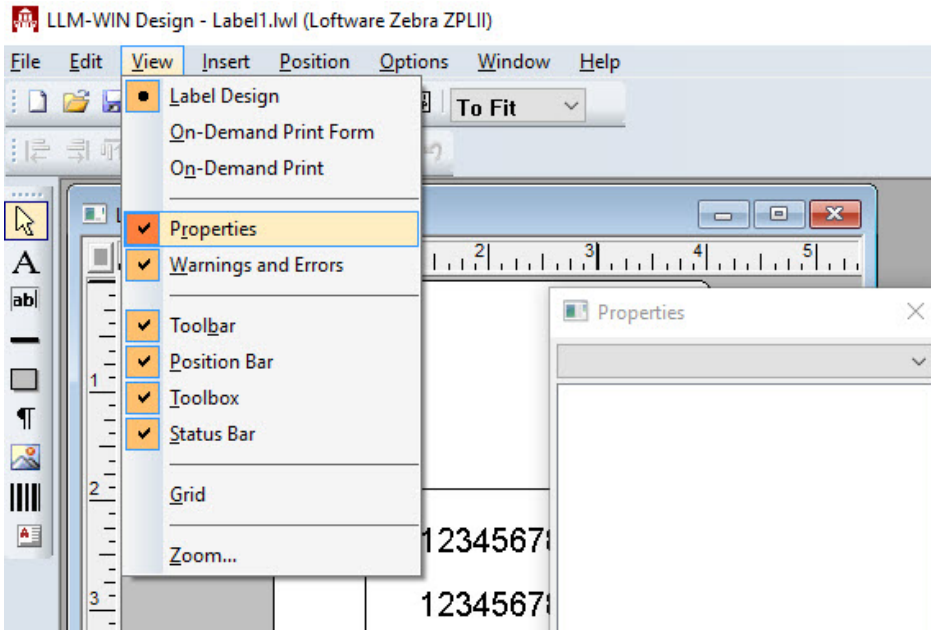 LLM-WIN Design - Label1.lwl (Loftware Zebra ZPLII)
File Edit View Insert Position Options Window Help
To Fit
Label Design
On-Demand Print Form
On-Demand Print
Properties
Warnings and Errors
Toolbar
Position Bar
Toolbox
Status Bar
Grid
Zoom...
2 3 4 5
Properties
A
ab
1
2
3
1234567
1234567